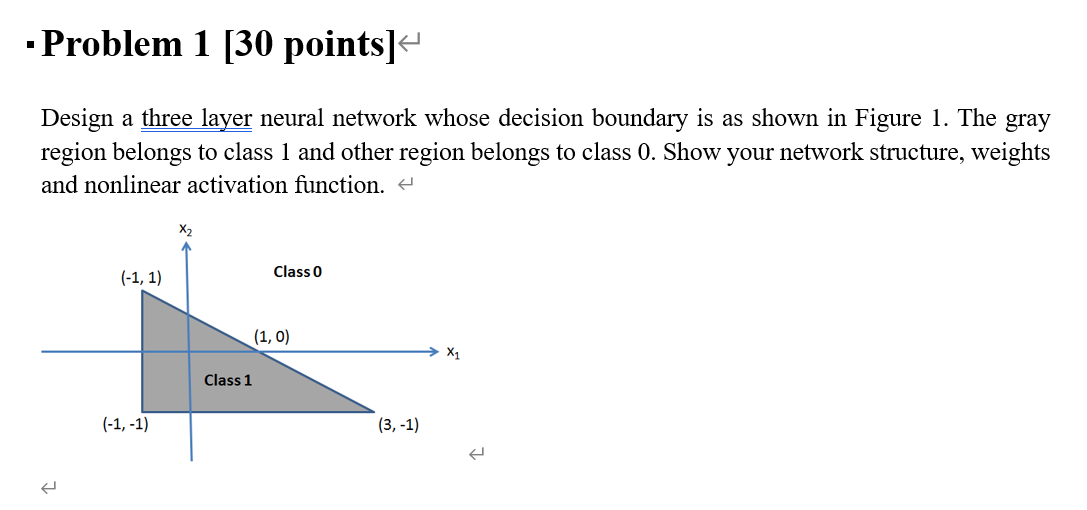 Problem 1 [30 points]
Design a three layer neural network whose decision boundary is as shown in Figure 1. The gray
region belongs to class 1 and other region belongs to class 0. Show your network structure, weights
and nonlinear activation function.
x₂
Class 0
(-1, 1)
(1, 0)
x₁
Class 1
(-1, -1)
(3, -1)